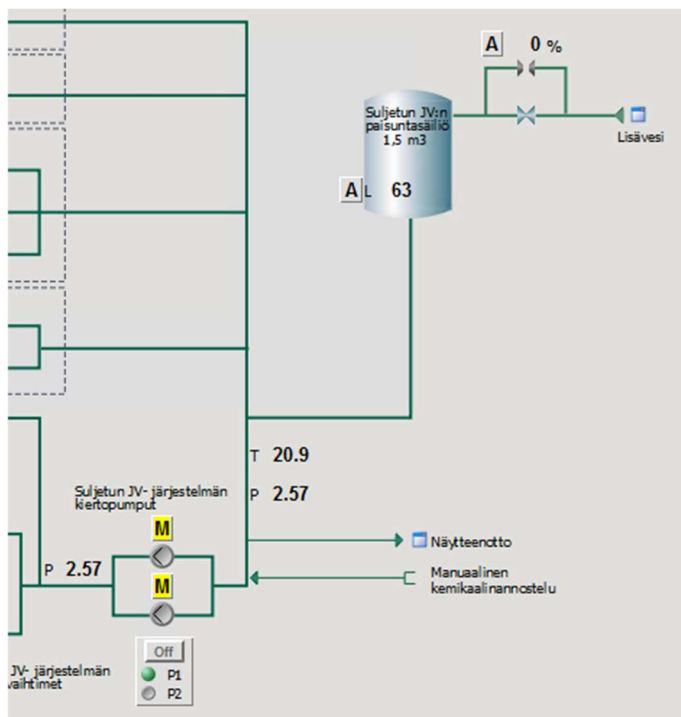 A 0 %
Suljetun JV:n
paisuntasäiliö
1,5 m3
Lisävesi
A L 63
T 20.9
Suljetun JV- järjestelmän
kiertopumput
P 2.57
M
Näytteenotto
P 2.57
M
Manuaalinen
kemikaalinannostelu
Off
P1
P2
JV- järjestelmän
vaihtimet